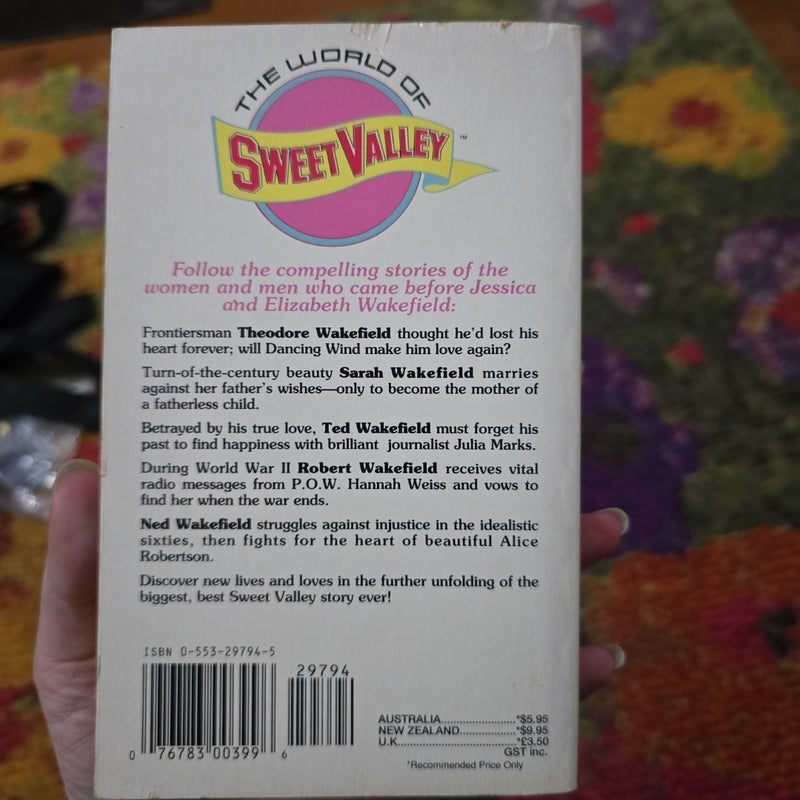 THE WORLD OF
SWEET VALLEY™
Follow the compelling stories of the
women and men who came before Jessica
and Elizabeth Wakefield:
Frontiersman Theodore Wakefield thought he'd lost his
heart forever; will Dancing Wind make him love again?
Turn-of-the-century beauty Sarah Wakefield marries
against her father's wishes—only to become the mother of
a fatherless child.
Betrayed by his true love, Ted Wakefield must forget his
past to find happiness with brilliant journalist Julia Marks.
During World War II Robert Wakefield receives vital
radio messages from P.O.W. Hannah Weiss and vows to
find her when the war ends.
Ned Wakefield struggles against injustice in the idealistic
sixties, then fights for the heart of beautiful Alice
Robertson.
Discover new lives and loves in the further unfolding of the
biggest, best Sweet Valley story ever!
ISBN 0-553-29794-5
29794
0 76783 00399 6
AUSTRALIA........................*$5.95
NEW ZEALAND...............*$9.95
U.K....................................*£3.50
GST inc.
*Recommended Price Only